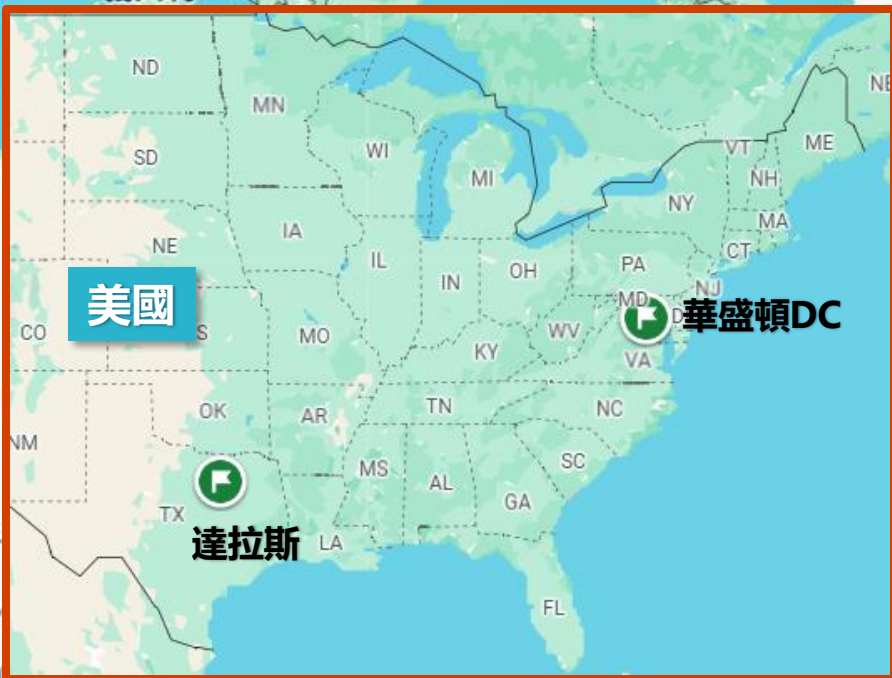 ND
MN
ME
SD
WI
VT
MI
NH
NY
MA
NE
IA
CT
IL
OH
PA
IN
NJ
美國
MD
華盛頓DC
CO
S
MO
WV
KY
VA
OK
AR
TN
NC
NM
MS
AL
SC
GA
TX
達拉斯
LA
FL